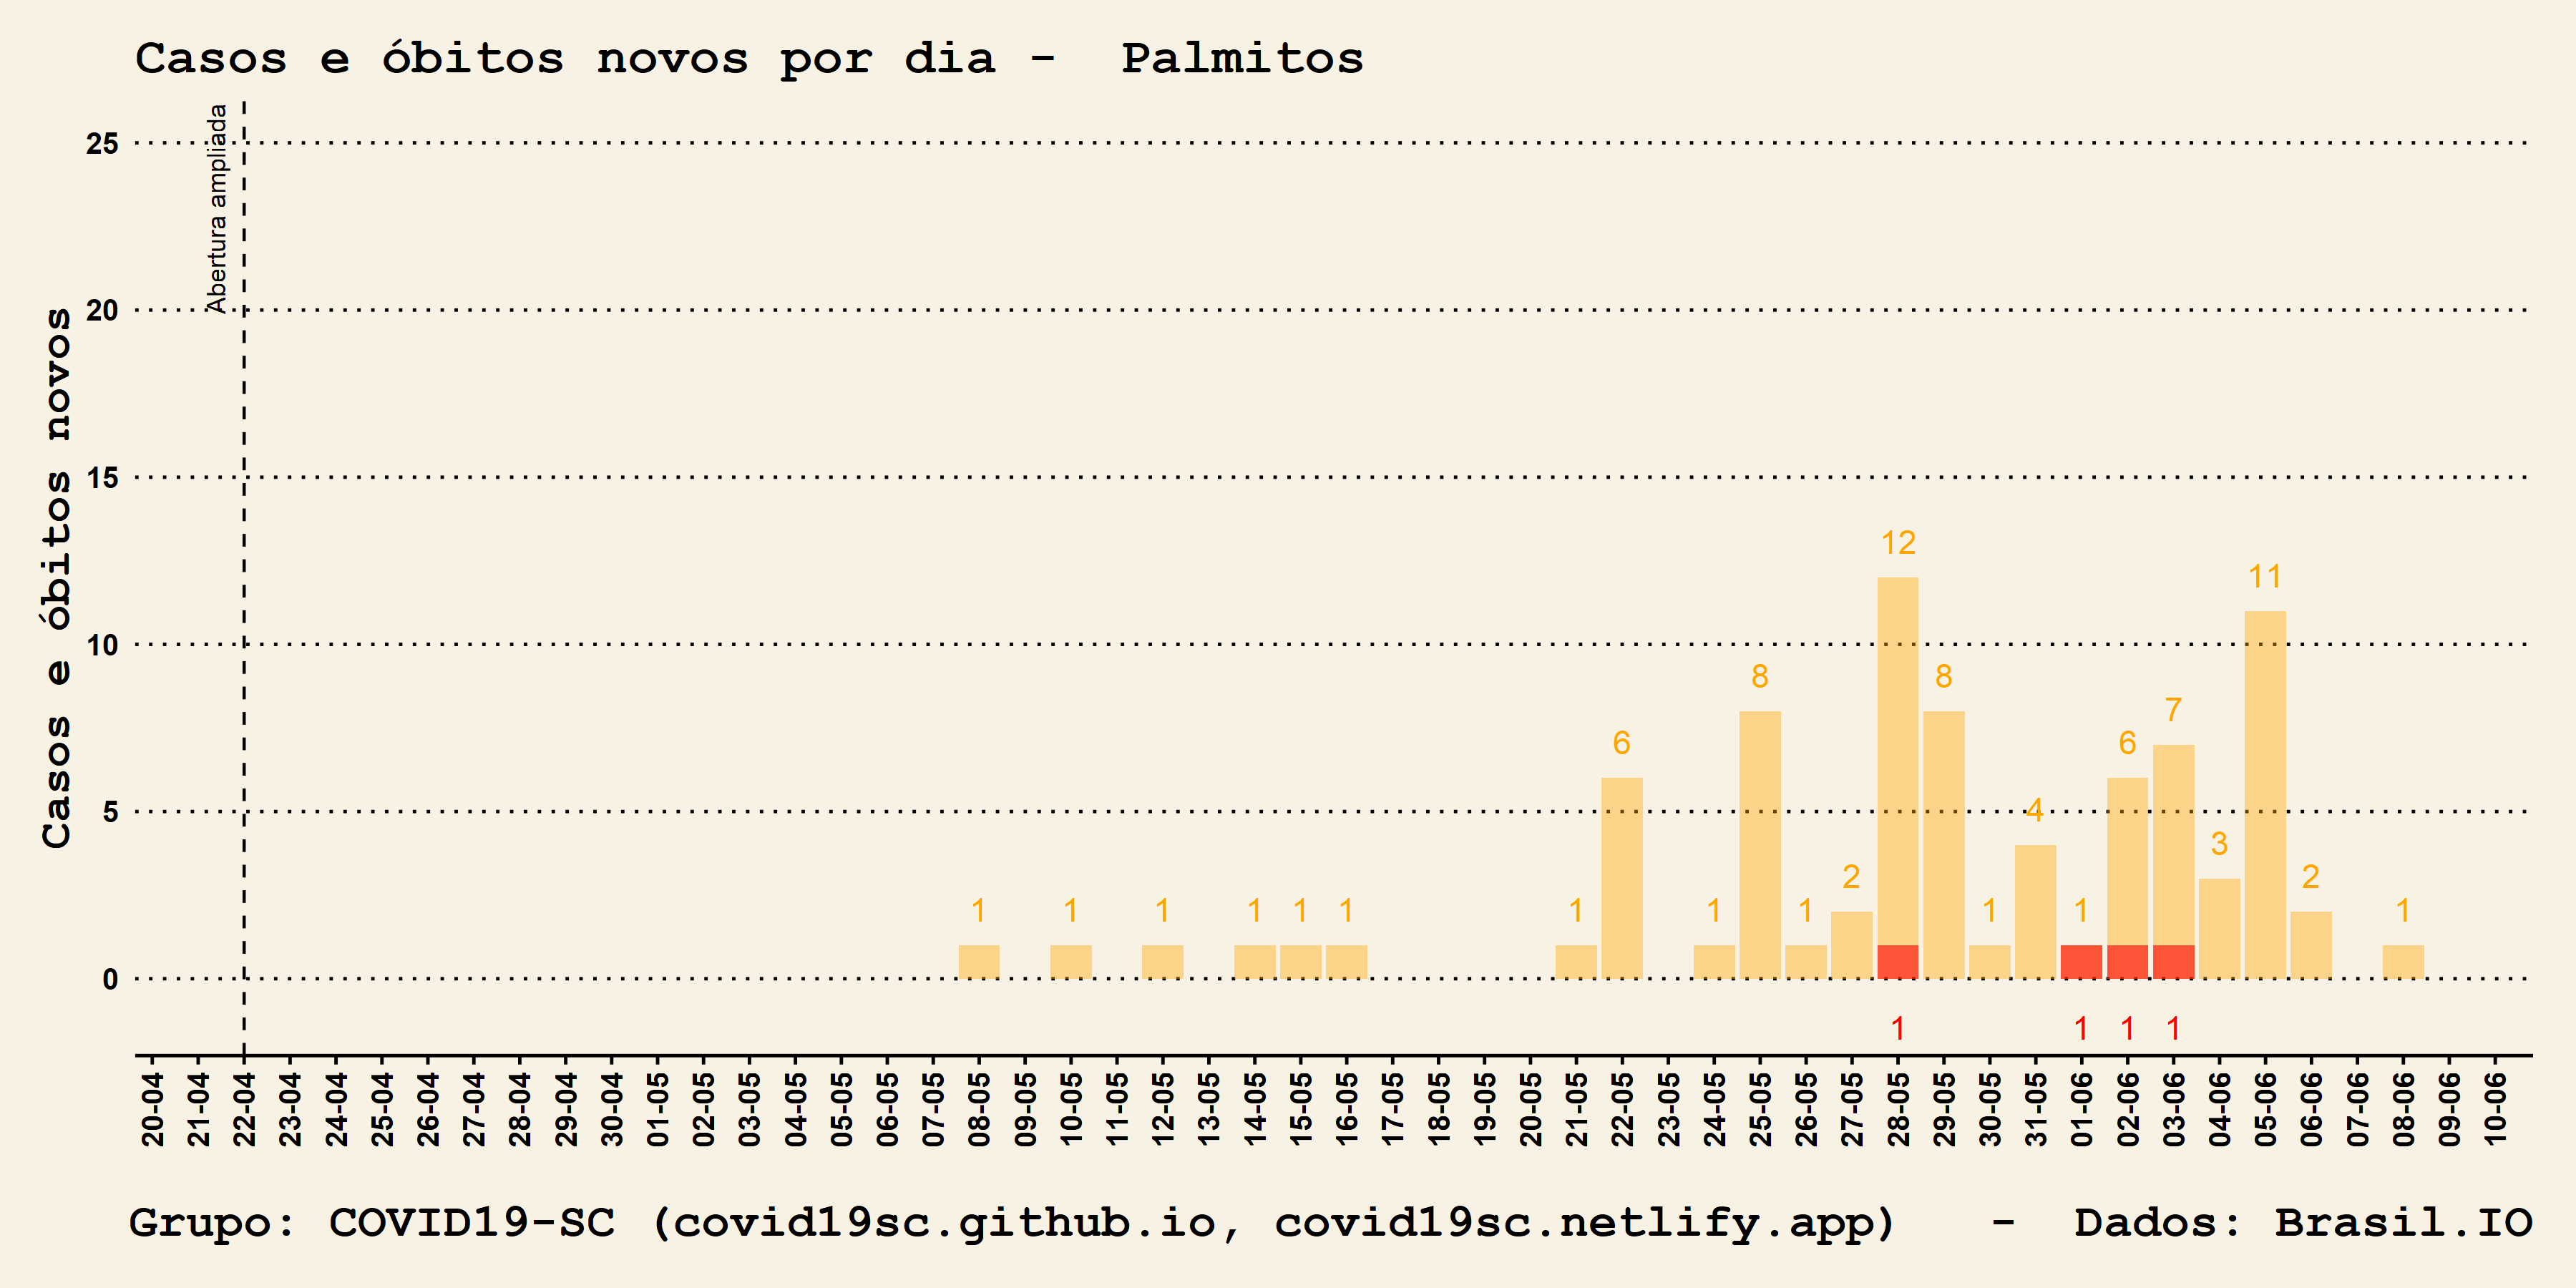 Casos e óbitos novos por dia -  Palmitos
Abertura ampliada
Casos e óbitos novos
25
20
15
10
5
0
1 1 1 1 1 1 1 6 1 8 1 2 12 8 1 4 1 6 7 3 11 2 1
1 1 1 1
20-04 21-04 22-04 23-04 24-04 25-04 26-04 27-04 28-04 29-04 30-04 01-05 02-05 03-05 04-05 05-05 06-05 07-05 08-05 09-05 10-05 11-05 12-05 13-05 14-05 15-05 16-05 17-05 18-05 19-05 20-05 21-05 22-05 23-05 24-05 25-05 26-05 27-05 28-05 29-05 30-05 31-05 01-06 02-06 03-06 04-06 05-06 06-06 07-06 08-06 09-06 10-06
Grupo: COVID19-SC (covid19sc.github.io, covid19sc.netlify.app)   -  Dados: Brasil.IO